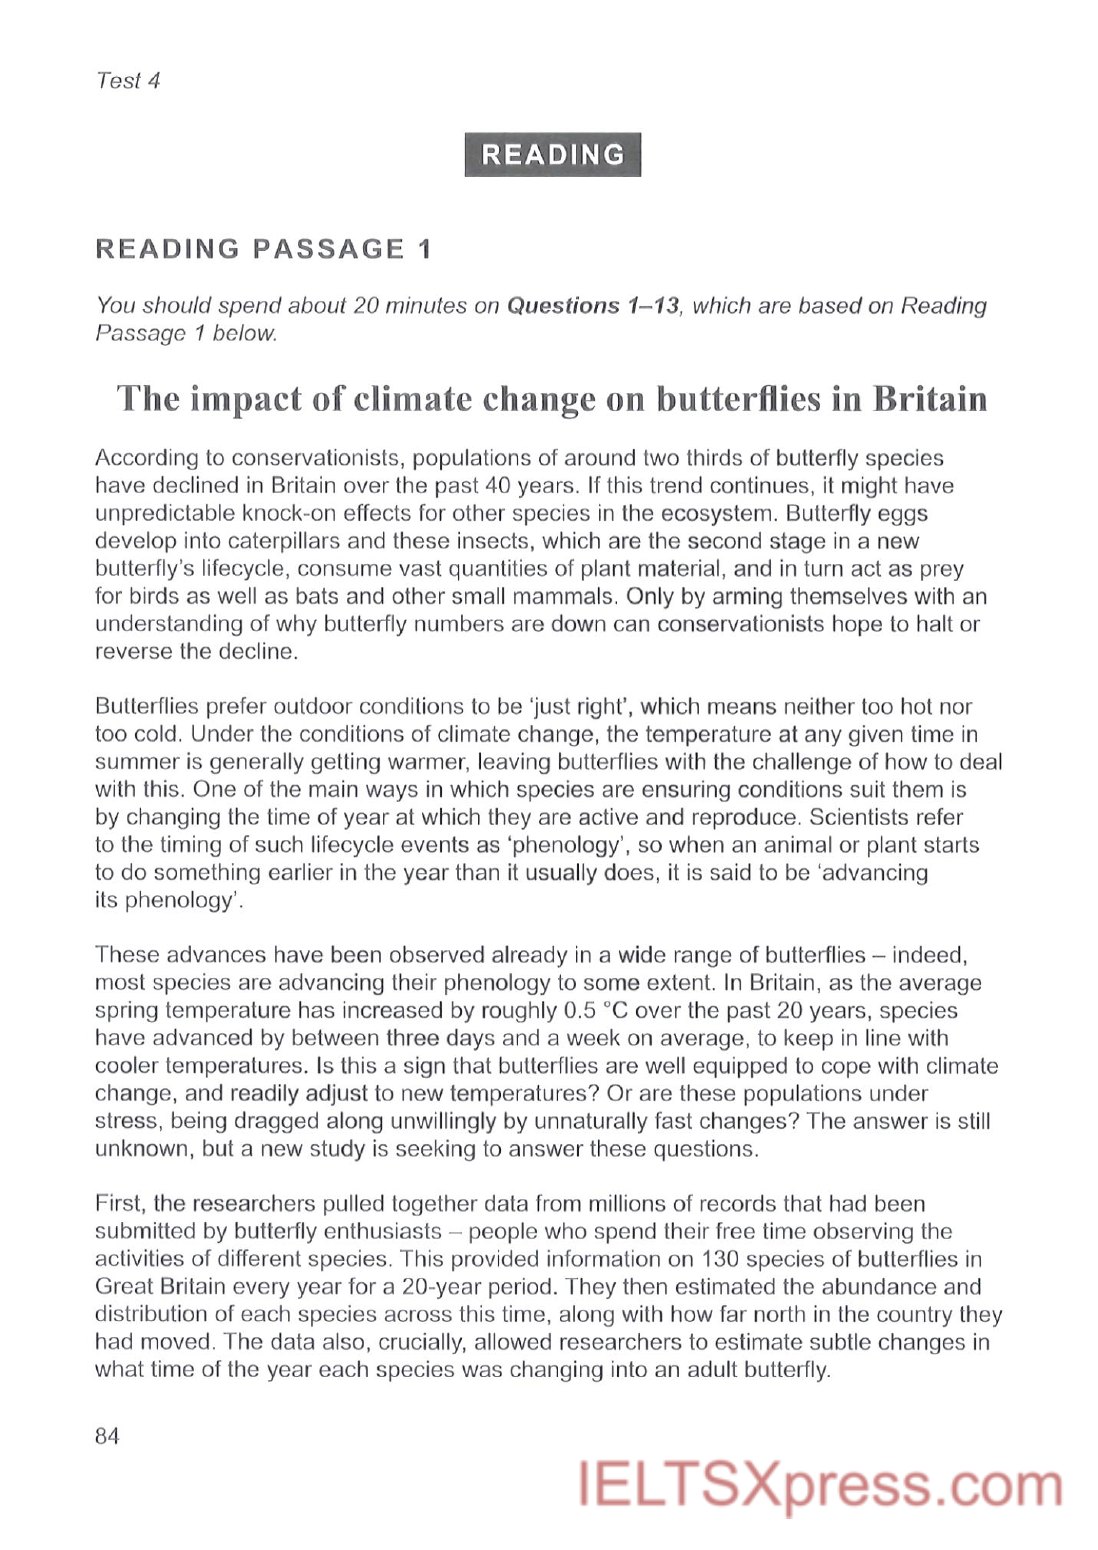 Test 4
READING
READING PASSAGE 1
You should spend about 20 minutes on Questions 1–13, which are based on Reading
Passage 1 below.
The impact of climate change on butterflies in Britain
According to conservationists, populations of around two thirds of butterfly species
have declined in Britain over the past 40 years. If this trend continues, it might have
unpredictable knock-on effects for other species in the ecosystem. Butterfly eggs
develop into caterpillars and these insects, which are the second stage in a new
butterfly's lifecycle, consume vast quantities of plant material, and in turn act as prey
for birds as well as bats and other small mammals. Only by arming themselves with an
understanding of why butterfly numbers are down can conservationists hope to halt or
reverse the decline.
Butterflies prefer outdoor conditions to be 'just right', which means neither too hot nor
too cold. Under the conditions of climate change, the temperature at any given time in
summer is generally getting warmer, leaving butterflies with the challenge of how to deal
with this. One of the main ways in which species are ensuring conditions suit them is
by changing the time of year at which they are active and reproduce. Scientists refer
to the timing of such lifecycle events as 'phenology', so when an animal or plant starts
to do something earlier in the year than it usually does, it is said to be 'advancing
its phenology'.
These advances have been observed already in a wide range of butterflies – indeed,
most species are advancing their phenology to some extent. In Britain, as the average
spring temperature has increased by roughly 0.5 °C over the past 20 years, species
have advanced by between three days and a week on average, to keep in line with
cooler temperatures. Is this a sign that butterflies are well equipped to cope with climate
change, and readily adjust to new temperatures? Or are these populations under
stress, being dragged along unwillingly by unnaturally fast changes? The answer is still
unknown, but a new study is seeking to answer these questions.
First, the researchers pulled together data from millions of records that had been
submitted by butterfly enthusiasts – people who spend their free time observing the
activities of different species. This provided information on 130 species of butterflies in
Great Britain every year for a 20-year period. They then estimated the abundance and
distribution of each species across this time, along with how far north in the country they
had moved. The data also, crucially, allowed researchers to estimate subtle changes in
what time of the year each species was changing into an adult butterfly.
84
IELTSXpress.com